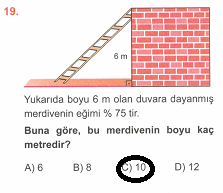 19.
6 m
Yukarıda boyu 6 m olan duvara dayanmış
merdivenin eğimi % 75 tir.
Buna göre, bu merdivenin boyu kaç
metredir?
A) 6 B) 8 C) 10 D) 12